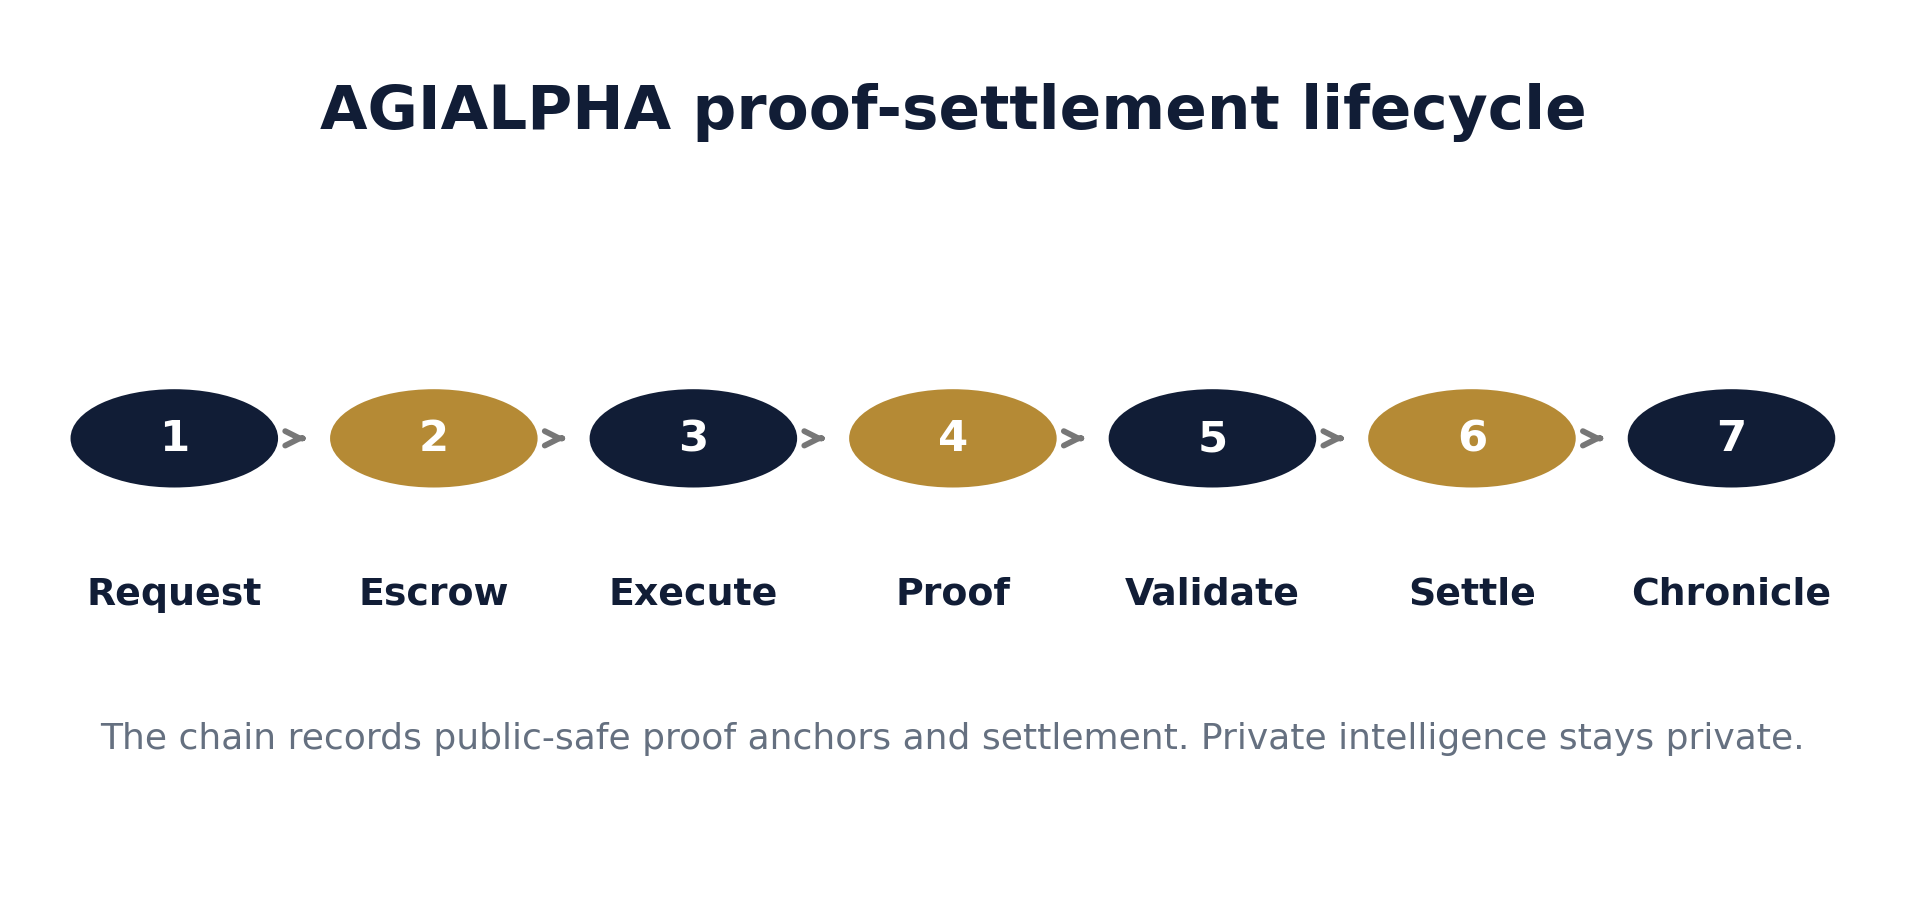 AGIALPHA proof-settlement lifecycle
1 2 3 4 5 6 7
Request Escrow Execute Proof Validate Settle Chronicle
The chain records public-safe proof anchors and settlement. Private intelligence stays private.